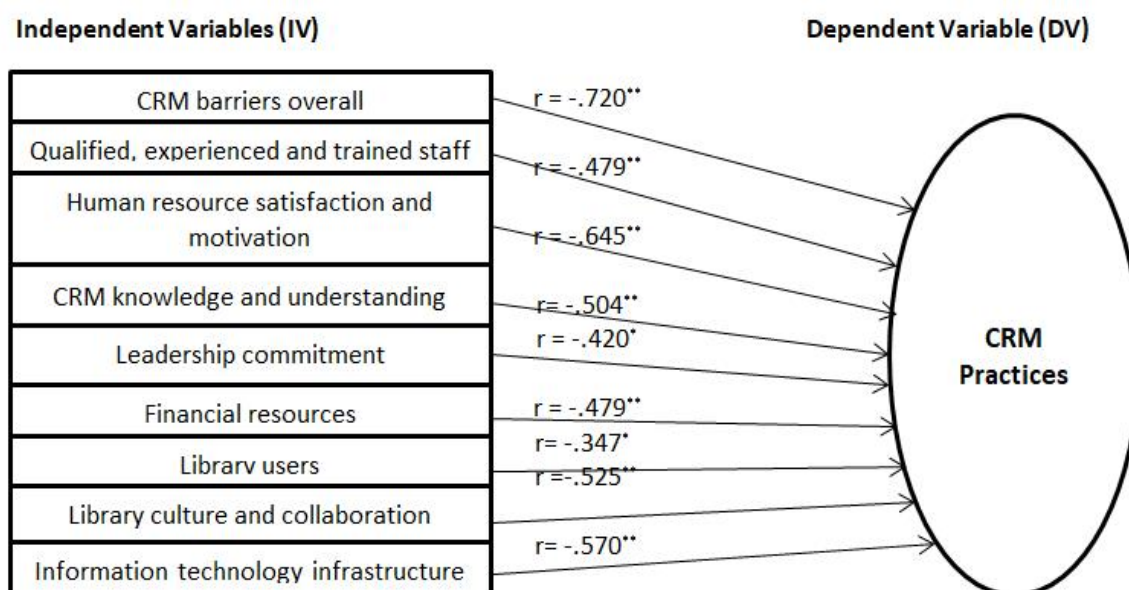 Independent Variables (IV)
Dependent Variable (DV)
CRM barriers overall
r = -.720**
Qualified, experienced and trained staff
r = -.479**
Human resource satisfaction and
motivation
r = -.645**
CRM knowledge and understanding
r= -.504**
Leadership commitment
r = -.420*
Financial resources
r = -.479**
Library users
r= -.347*
Library culture and collaboration
r =-.525**
Information technology infrastructure
r= -.570**
CRM
Practices